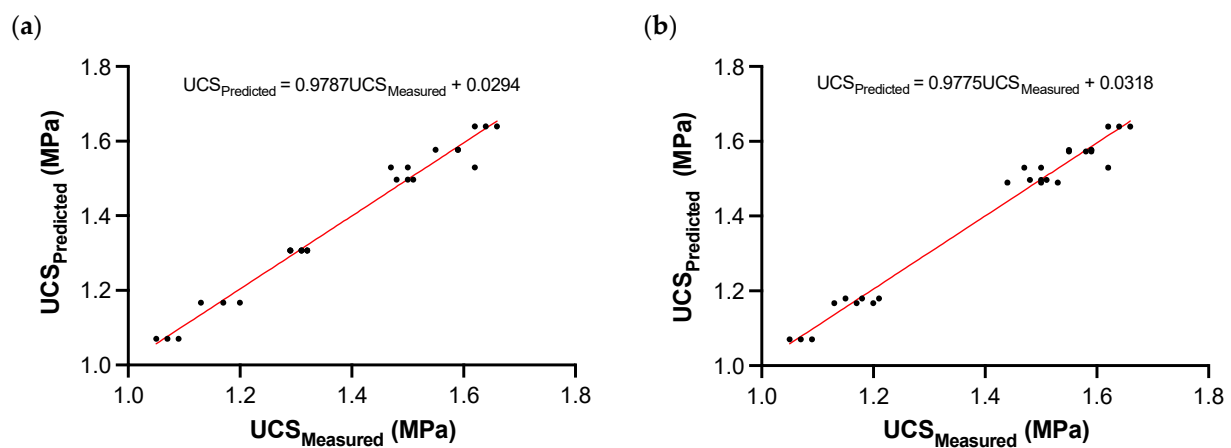 (a)
UCSPredicted = 0.9787UCSMeasured + 0.0294
UCSPredicted (MPa)
1.8
1.6
1.4
1.2
1.0
1.0 1.2 1.4 1.6 1.8
UCSMeasured (MPa)
(b)
UCSPredicted = 0.9775UCSMeasured + 0.0318
UCSPredicted (MPa)
1.8
1.6
1.4
1.2
1.0
1.0 1.2 1.4 1.6 1.8
UCSMeasured (MPa)